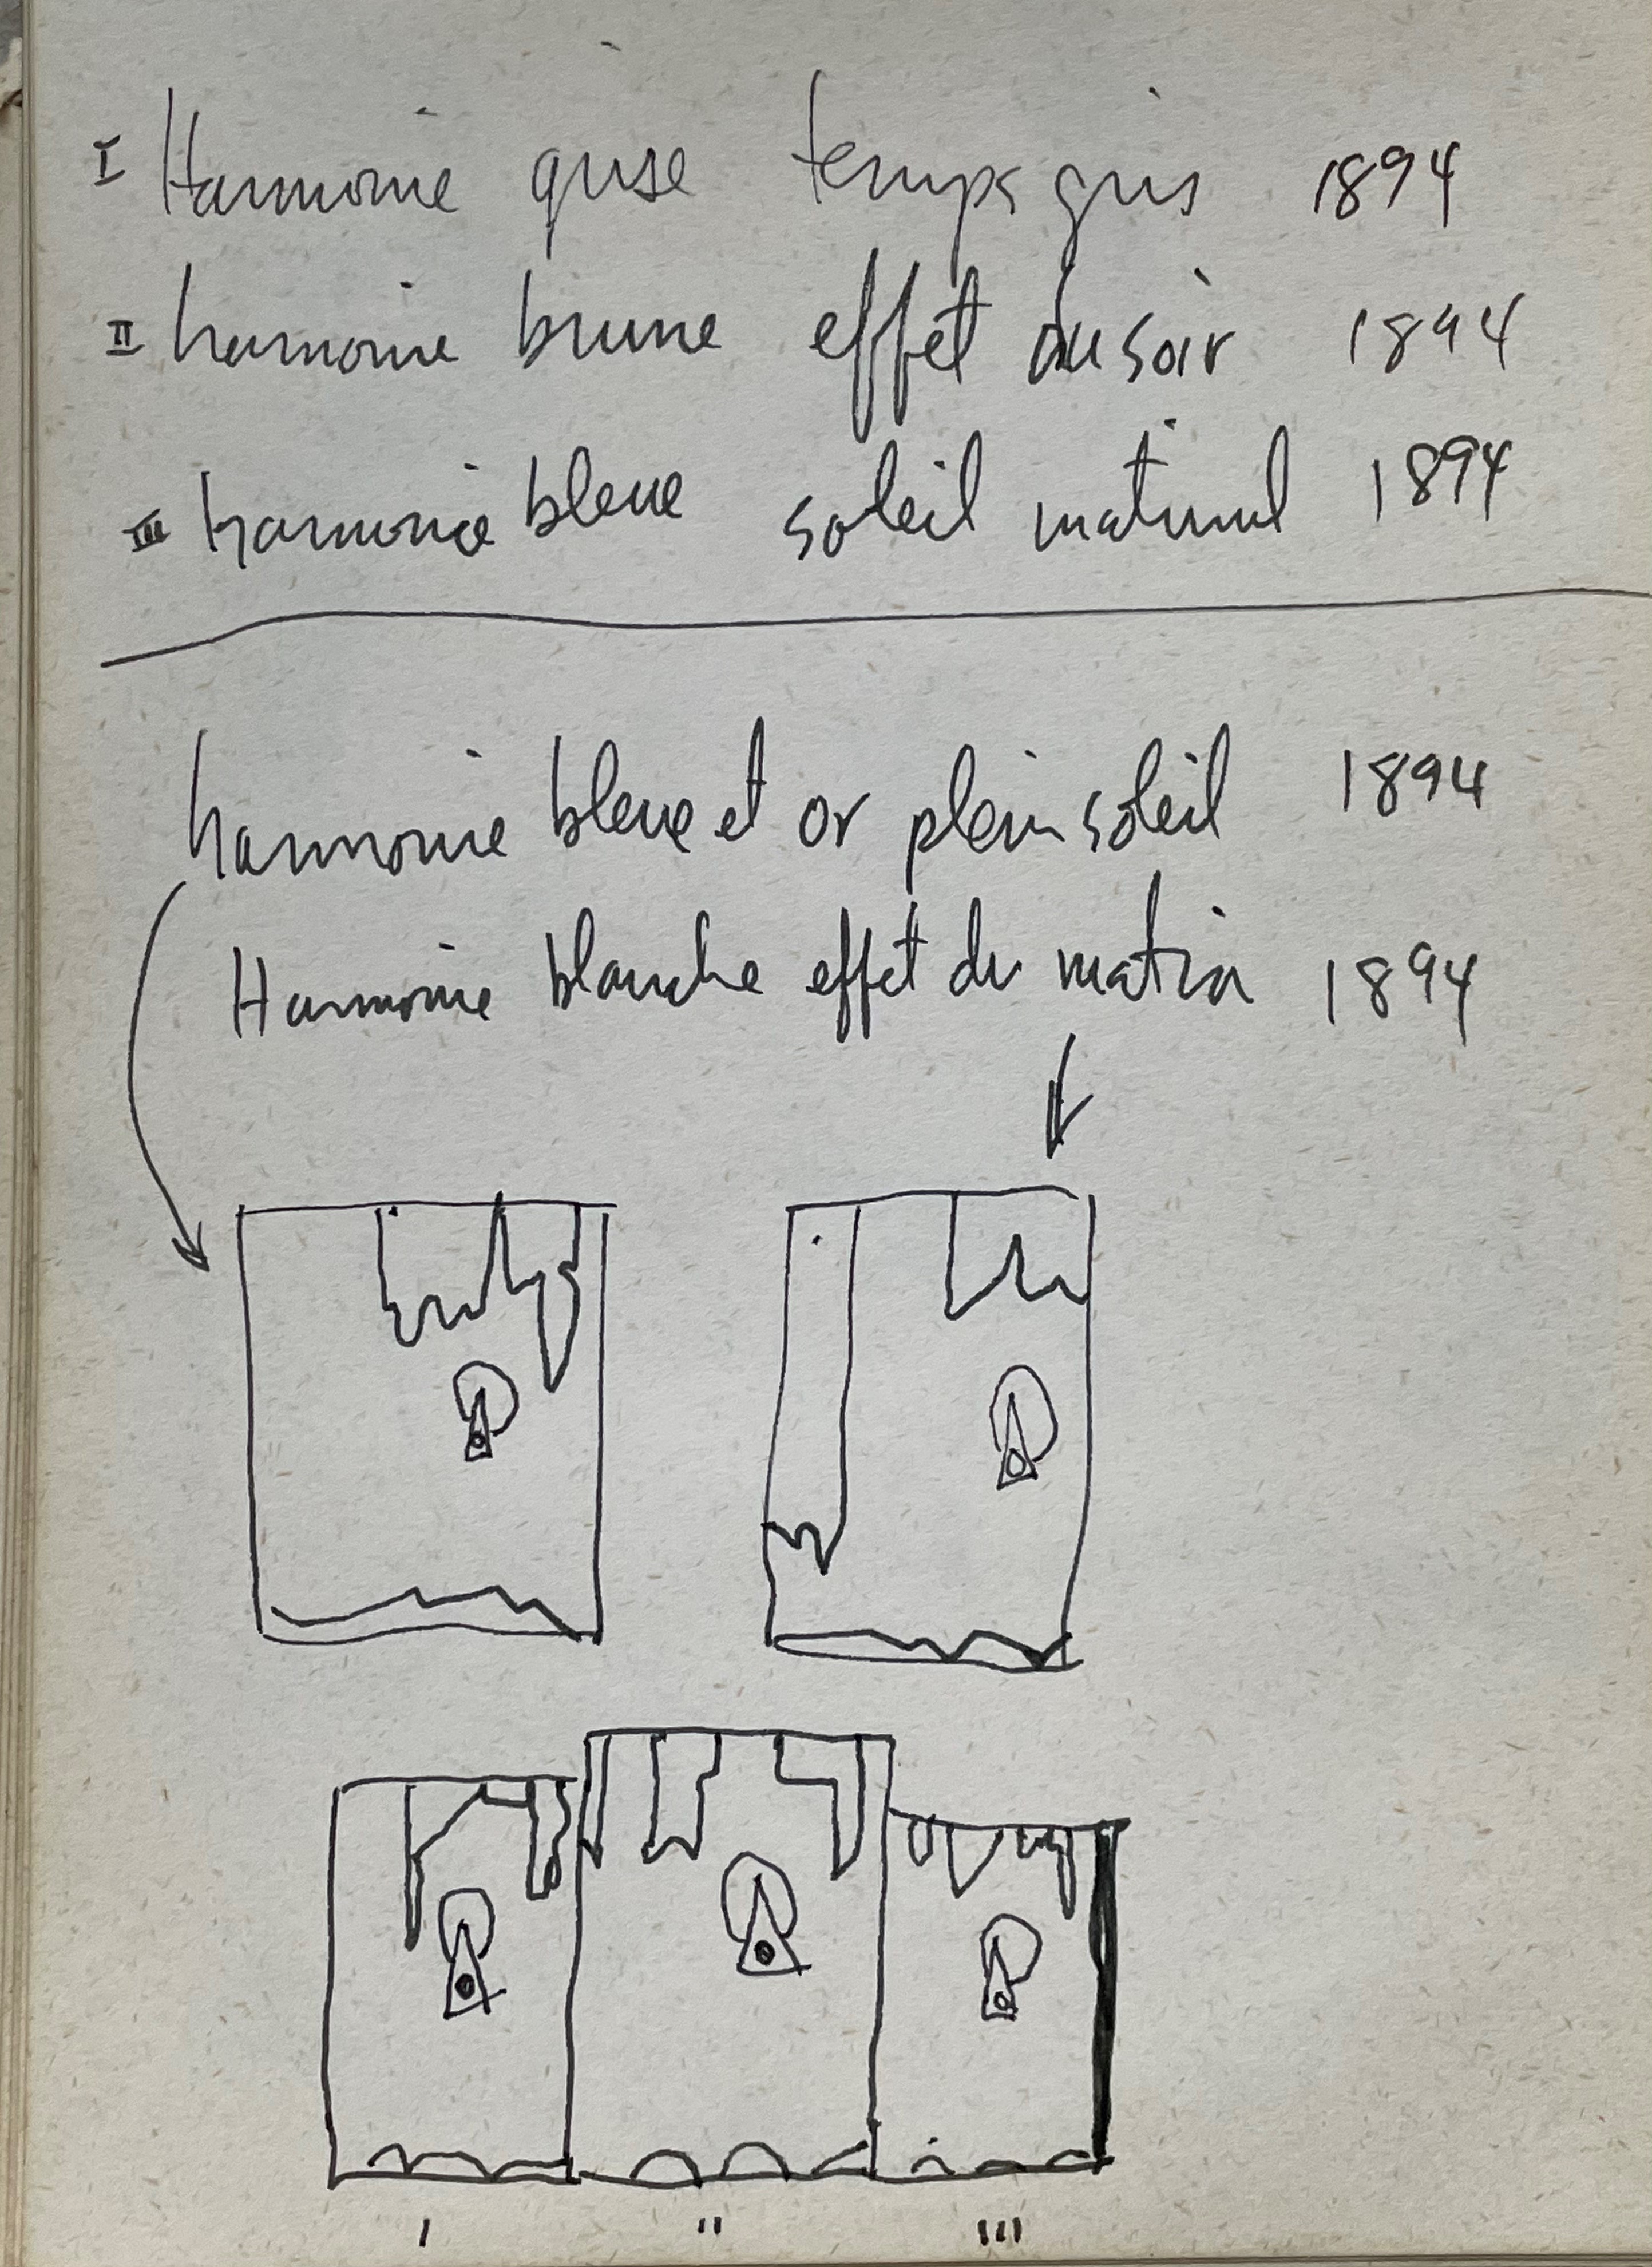 I Harmonie grise temps gris 1894
II harmonie brune effet du soir 1894
III harmonie bleue soleil matinal 1894
harmonie bleue et or plein soleil 1894
Harmonie blanche effet du matin 1894
I II III